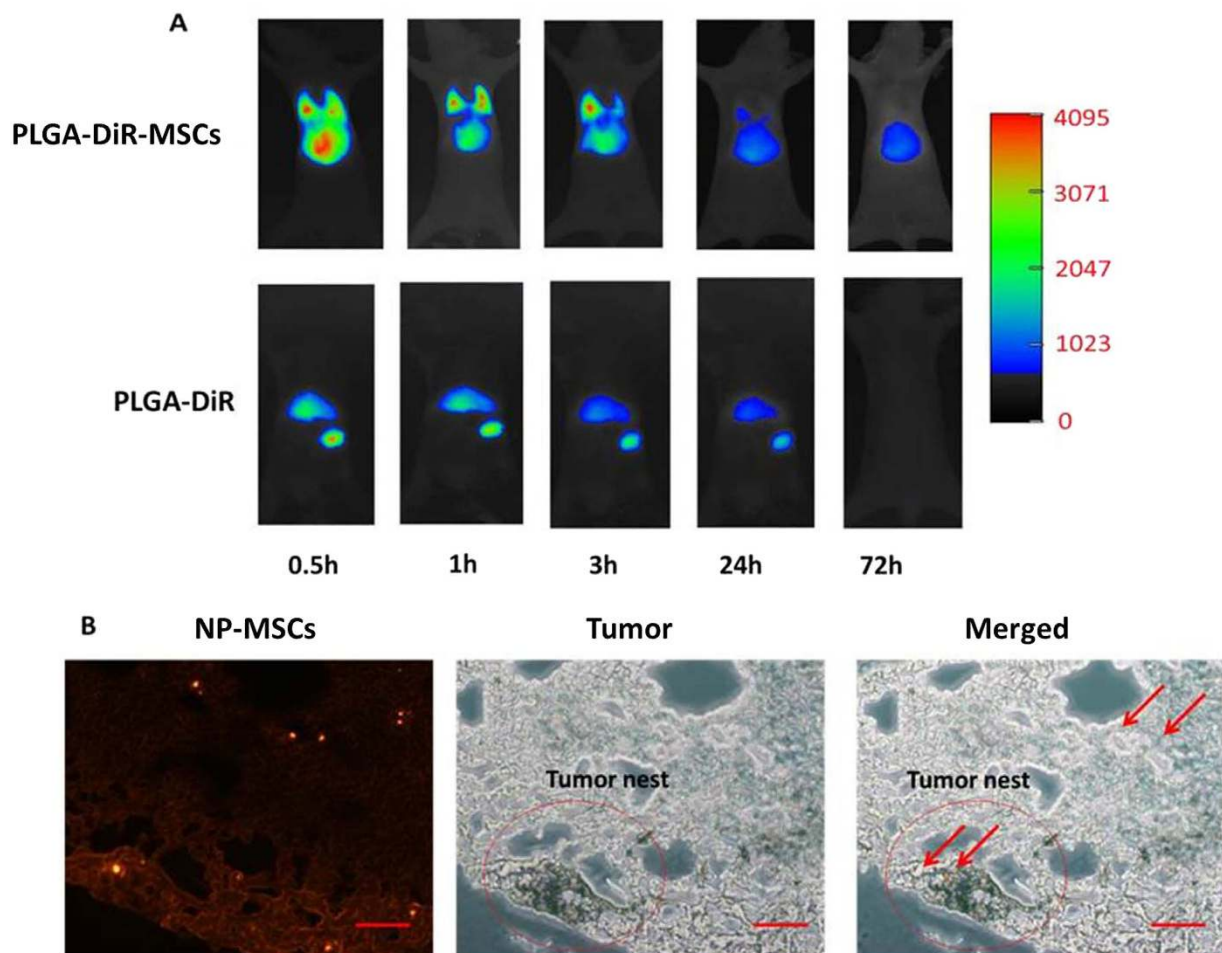 A
PLGA-DiR-MSCs
4095
3071
2047
1023
0
PLGA-DiR
0.5h 1h 3h 24h 72h
B NP-MSCs Tumor Merged
Tumor nest Tumor nest